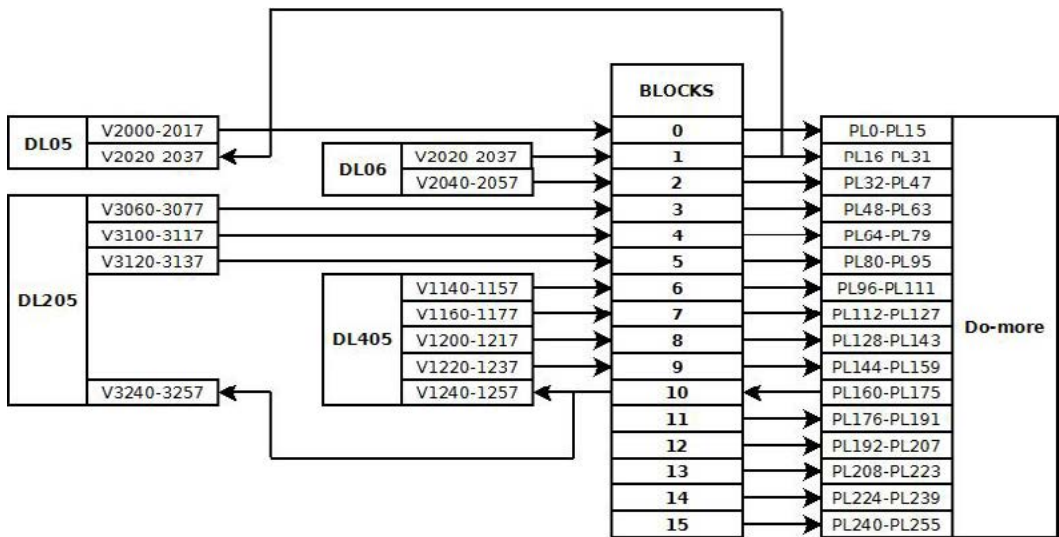 BLOCKS
DL05 V2000-2017 0 PL0-PL15
V2020-2037 V2020-2037 1 PL16-PL31
DL06 V2040-2057 2 PL32-PL47
V3060-3077 3 PL48-PL63
V3100-3117 4 PL64-PL79
V3120-3137 5 PL80-PL95
V1140-1157 6 PL96-PL111
DL205 V1160-1177 7 PL112-PL127 Do-more
DL405 V1200-1217 8 PL128-PL143
V1220-1237 9 PL144-PL159
V3240-3257 V1240-1257 10 PL160-PL175
11 PL176-PL191
12 PL192-PL207
13 PL208-PL223
14 PL224-PL239
15 PL240-PL255